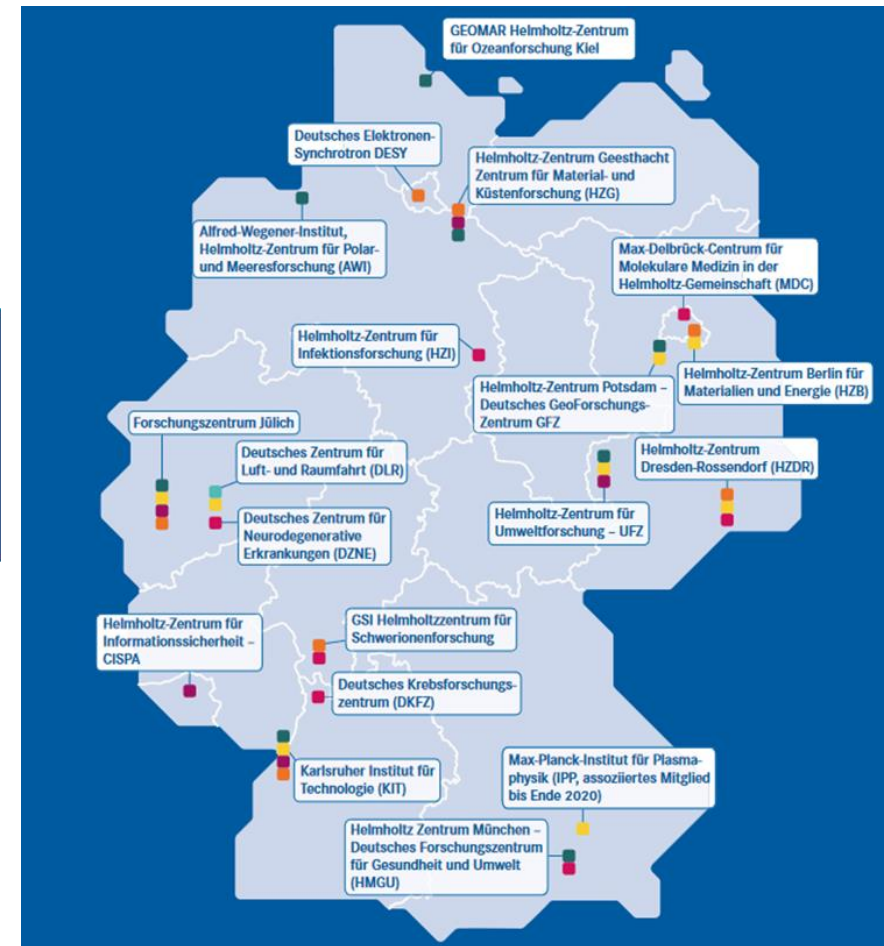 GEOMAR Helmholtz-Zentrum
für Ozeanforschung Kiel
Deutsches Elektronen-
Synchrotron DESY
Helmholtz-Zentrum Geesthacht
Zentrum für Material- und
Küstenforschung (HZG)
Alfred-Wegener-Institut,
Helmholtz-Zentrum für Polar-
und Meeresforschung (AWI)
Max-Delbrück-Centrum für
Molekulare Medizin in der
Helmholtz-Gemeinschaft (MDC)
Helmholtz-Zentrum für
Infektionsforschung (HZI)
Helmholtz-Zentrum Potsdam –
Deutsches GeoForschungs-
Zentrum GFZ
Helmholtz-Zentrum Berlin für
Materialien und Energie (HZB)
Forschungszentrum Jülich
Deutsches Zentrum für
Luft- und Raumfahrt (DLR)
Helmholtz-Zentrum
Dresden-Rossendorf (HZDR)
Deutsches Zentrum für
Neurodegenerative
Erkrankungen (DZNE)
Helmholtz-Zentrum für
Umweltforschung – UFZ
Helmholtz-Zentrum für
Informationssicherheit –
CISPA
GSI Helmholtzzentrum für
Schwerionenforschung
Deutsches Krebsforschungs-
zentrum (DKFZ)
Karlsruher Institut für
Technologie (KIT)
Max-Planck-Institut für Plasma-
physik (IPP, assoziiertes Mitglied
bis Ende 2020)
Helmholtz Zentrum München –
Deutsches Forschungszentrum
für Gesundheit und Umwelt
(HMGU)